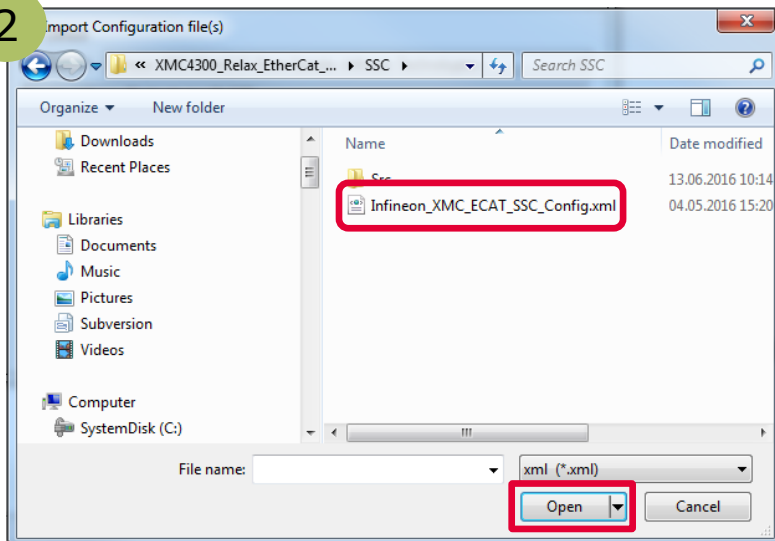 2
Import Configuration file(s)
« XMC4300_Relax_EtherCat_... ▸ SSC ▸
Search SSC
Organize
New folder
Downloads
Recent Places
Libraries
Documents
Music
Pictures
Subversion
Videos
Computer
SystemDisk (C:)
Name
Date modified
Src
13.06.2016 10:14
Infineon_XMC_ECAT_SSC_Config.xml
04.05.2016 15:20
File name:
xml (*.xml)
Open
Cancel